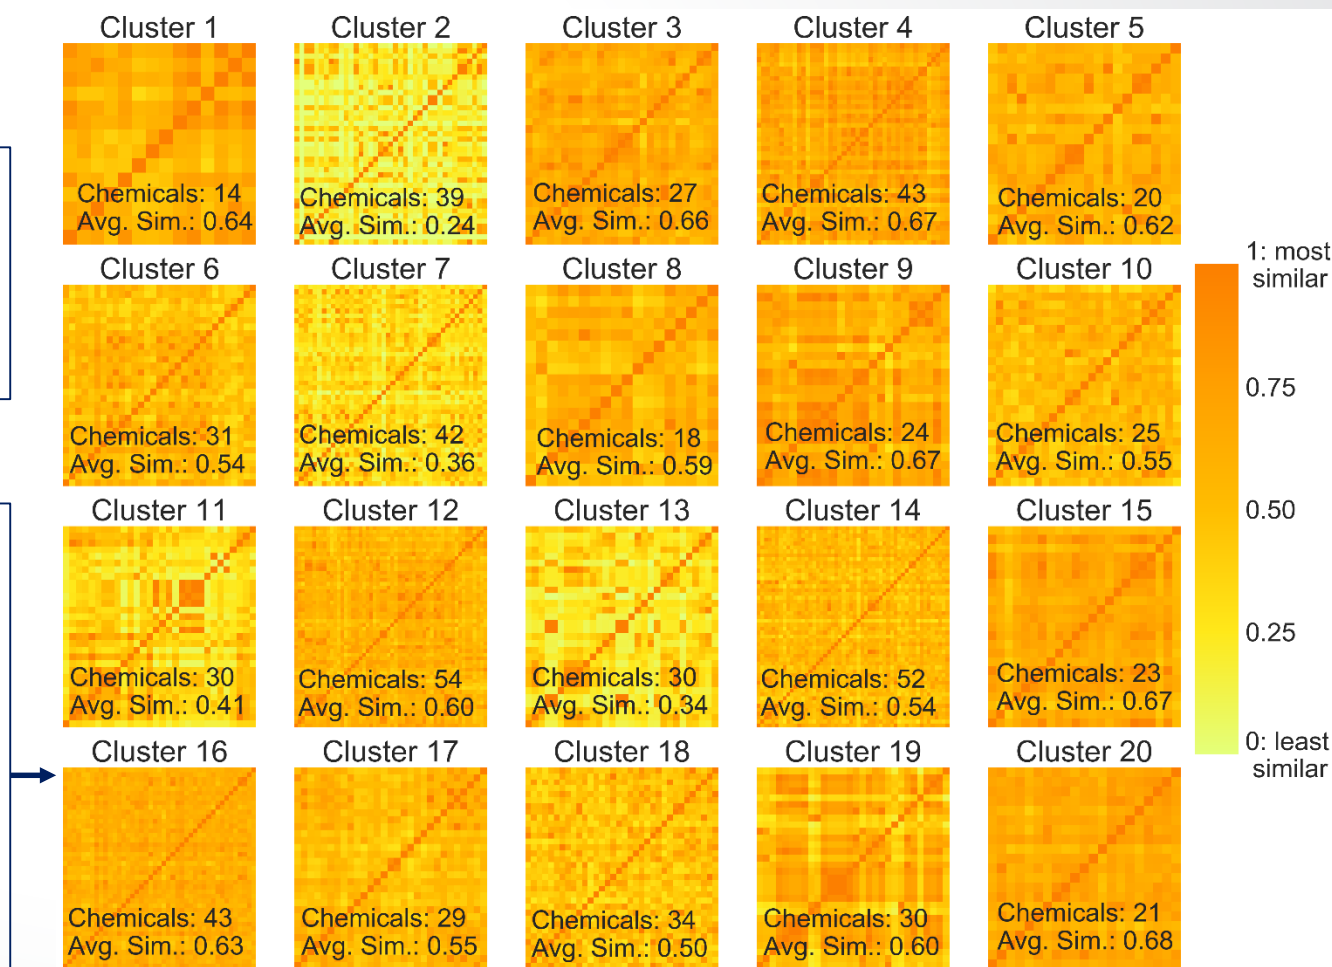 Cluster 1
Chemicals: 14
Avg. Sim.: 0.64
Cluster 2
Chemicals: 39
Avg. Sim.: 0.24
Cluster 3
Chemicals: 27
Avg. Sim.: 0.66
Cluster 4
Chemicals: 43
Avg. Sim.: 0.67
Cluster 5
Chemicals: 20
Avg. Sim.: 0.62
Cluster 6
Chemicals: 31
Avg. Sim.: 0.54
Cluster 7
Chemicals: 42
Avg. Sim.: 0.36
Cluster 8
Chemicals: 18
Avg. Sim.: 0.59
Cluster 9
Chemicals: 24
Avg. Sim.: 0.67
Cluster 10
Chemicals: 25
Avg. Sim.: 0.55
Cluster 11
Chemicals: 30
Avg. Sim.: 0.41
Cluster 12
Chemicals: 54
Avg. Sim.: 0.60
Cluster 13
Chemicals: 30
Avg. Sim.: 0.34
Cluster 14
Chemicals: 52
Avg. Sim.: 0.54
Cluster 15
Chemicals: 23
Avg. Sim.: 0.67
Cluster 16
Chemicals: 43
Avg. Sim.: 0.63
Cluster 17
Chemicals: 29
Avg. Sim.: 0.55
Cluster 18
Chemicals: 34
Avg. Sim.: 0.50
Cluster 19
Chemicals: 30
Avg. Sim.: 0.60
Cluster 20
Chemicals: 21
Avg. Sim.: 0.68
1: most
similar
0.75
0.50
0.25
0: least
similar